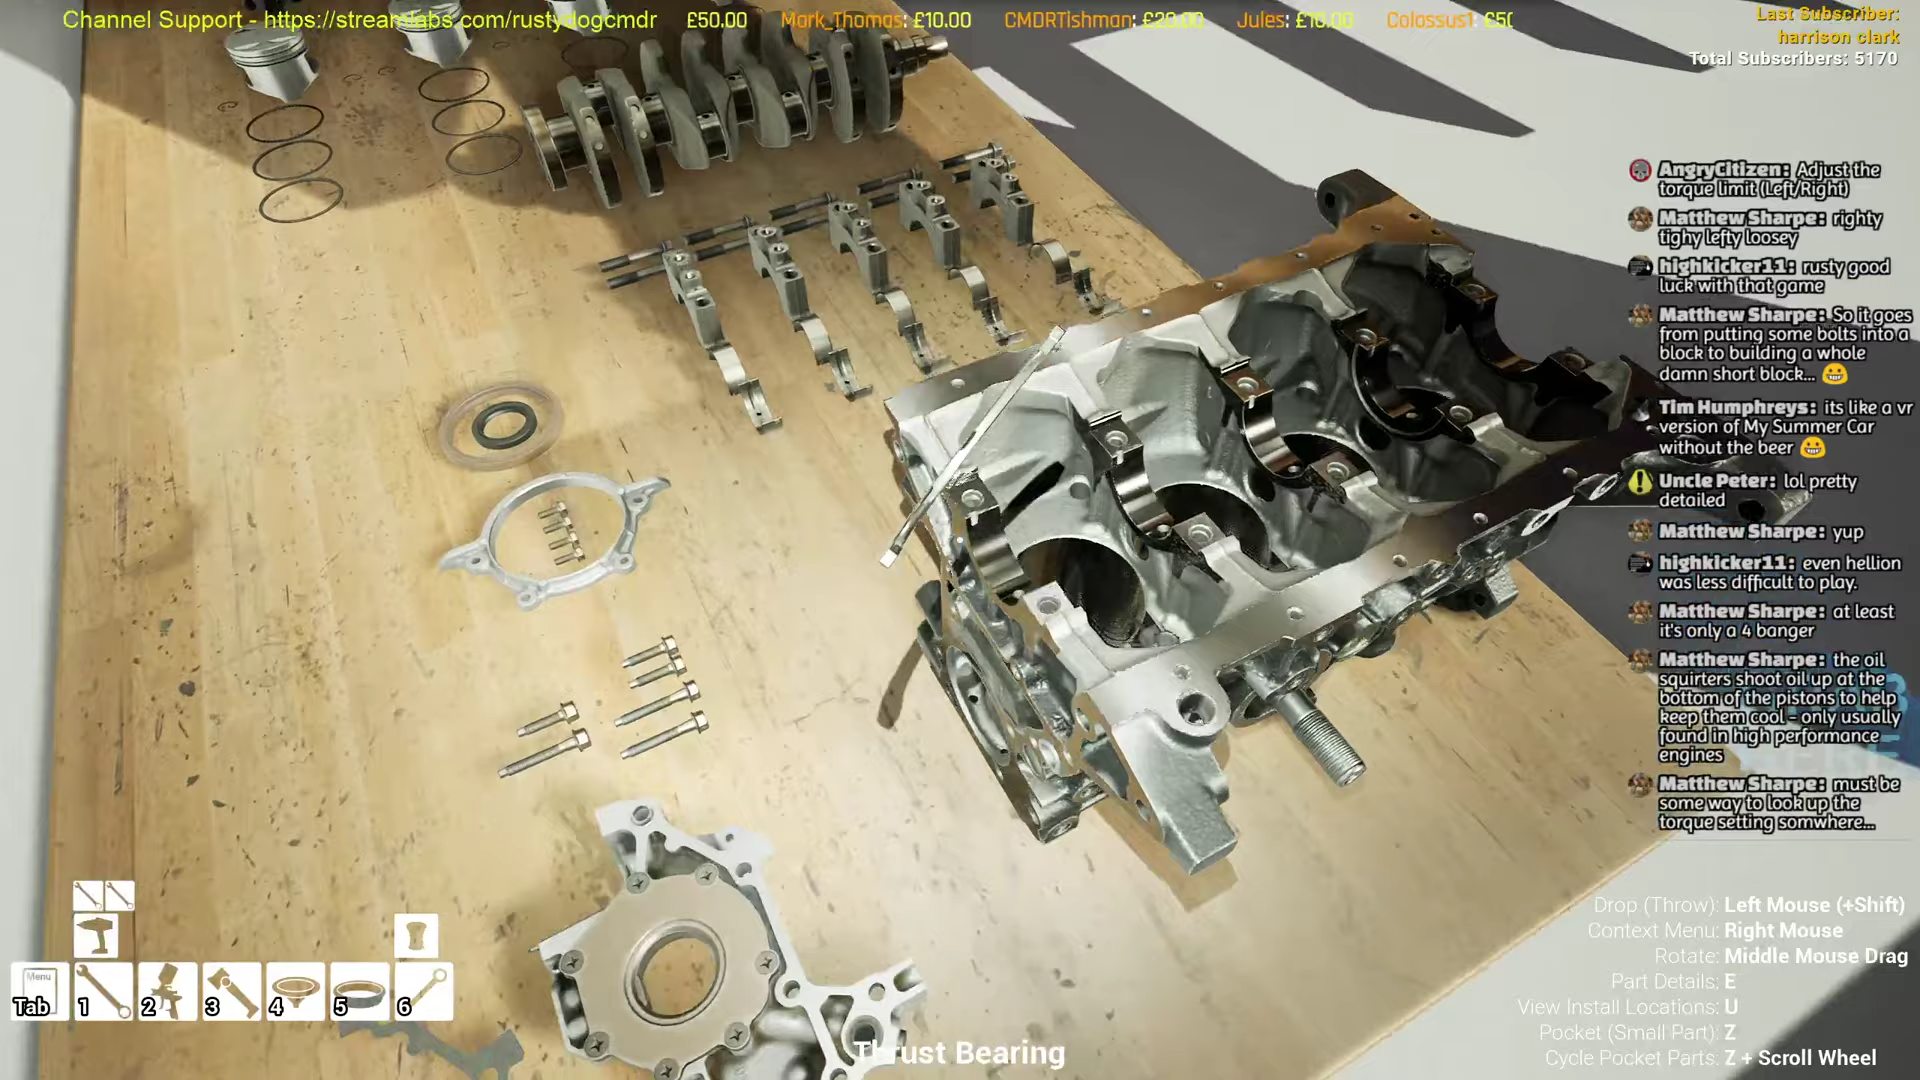 Channel Support - https://streamlabs.com/rustydogcmdr £50.00 Mark_Thomas: £10.00 CMDRTishman: £20.00 Jules: £10.00 Colossus1: £50
Last Subscriber:
harrison clark
Total Subscribers: 5170
AngryCitizen: Adjust the
torque limit (Left/Right)
Matthew Sharpe: righty
tighy lefty loosey
highkicker11: rusty good
luck with that game
Matthew Sharpe: So it goes
from putting some bolts into a
block to building a whole
damn short block... 😀
Tim Humphreys: its like a vr
version of My Summer Car
without the beer 😀
Uncle Peter: lol pretty
detailed
Matthew Sharpe: yup
highkicker11: even hellion
was less difficult to play.
Matthew Sharpe: at least
it's only a 4 banger
Matthew Sharpe: the oil
squirters shoot oil up at the
bottom of the pistons to help
keep them cool - only usually
found in high performance
engines
Matthew Sharpe: must be
some way to look up the
torque setting somwhere...
Drop (Throw): Left Mouse (+Shift)
Context Menu: Right Mouse
Rotate: Middle Mouse Drag
Part Details: E
View Install Locations: U
Pocket (Small Part): Z
Cycle Pocket Parts: Z + Scroll Wheel
Menu
Tab 1 2 3 4 5 6
Thrust Bearing